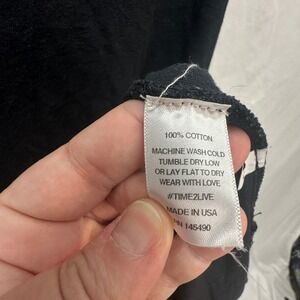 100% COTTON
MACHINE WASH COLD
TUMBLE DRY LOW
OR LAY FLAT TO DRY
WEAR WITH LOVE
#TIME2LIVE
MADE IN USA
145490